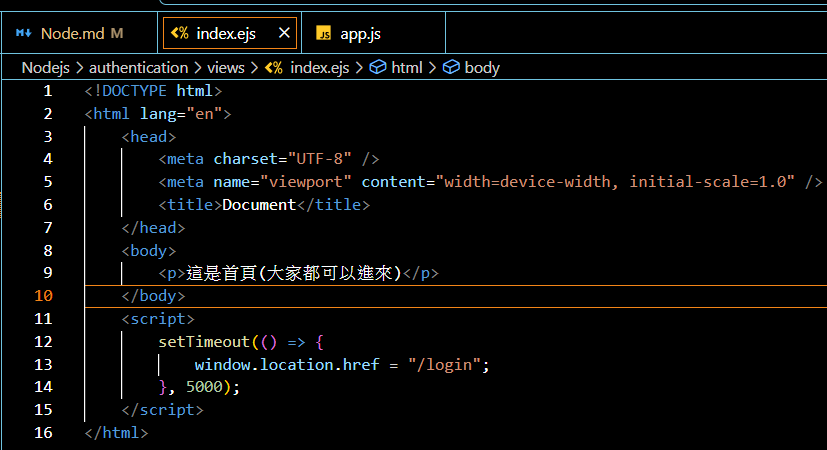 Node.md M index.ejs app.js
Nodejs > authentication > views > index.ejs > html > body
1 <!DOCTYPE html>
2 <html lang="en">
3     <head>
4         <meta charset="UTF-8" />
5         <meta name="viewport" content="width=device-width, initial-scale=1.0" />
6         <title>Document</title>
7     </head>
8     <body>
9         <p>這是首頁(大家都可以進來)</p>
10     </body>
11     <script>
12         setTimeout(() => {
13             window.location.href = "/login";
14         }, 5000);
15     </script>
16 </html>